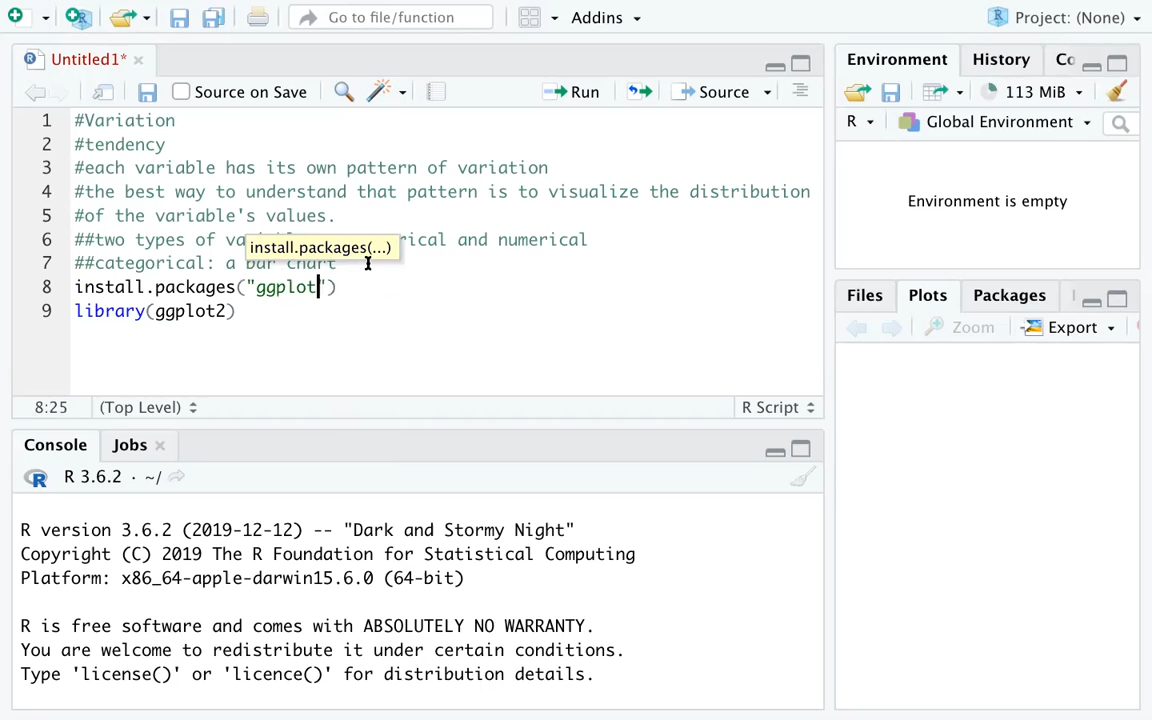 Go to file/function
Addins
Project: (None)
Untitled1*
Source on Save
Run
Source
1 #Variation
2 #tendency
3 #each variable has its own pattern of variation
4 #the best way to understand that pattern is to visualize the distribution
5 #of the variable's values.
6 ##two types of va rical and numerical
install.packages(...)
7 ##categorical: a bar chart
8 install.packages("ggplot")
9 library(ggplot2)
8:25 (Top Level) R Script
Console Jobs
R 3.6.2 · ~/
R version 3.6.2 (2019-12-12) -- "Dark and Stormy Night"
Copyright (C) 2019 The R Foundation for Statistical Computing
Platform: x86_64-apple-darwin15.6.0 (64-bit)
R is free software and comes with ABSOLUTELY NO WARRANTY.
You are welcome to redistribute it under certain conditions.
Type 'license()' or 'licence()' for distribution details.
Environment History Co
113 MiB
R Global Environment
Environment is empty
Files Plots Packages
Zoom Export